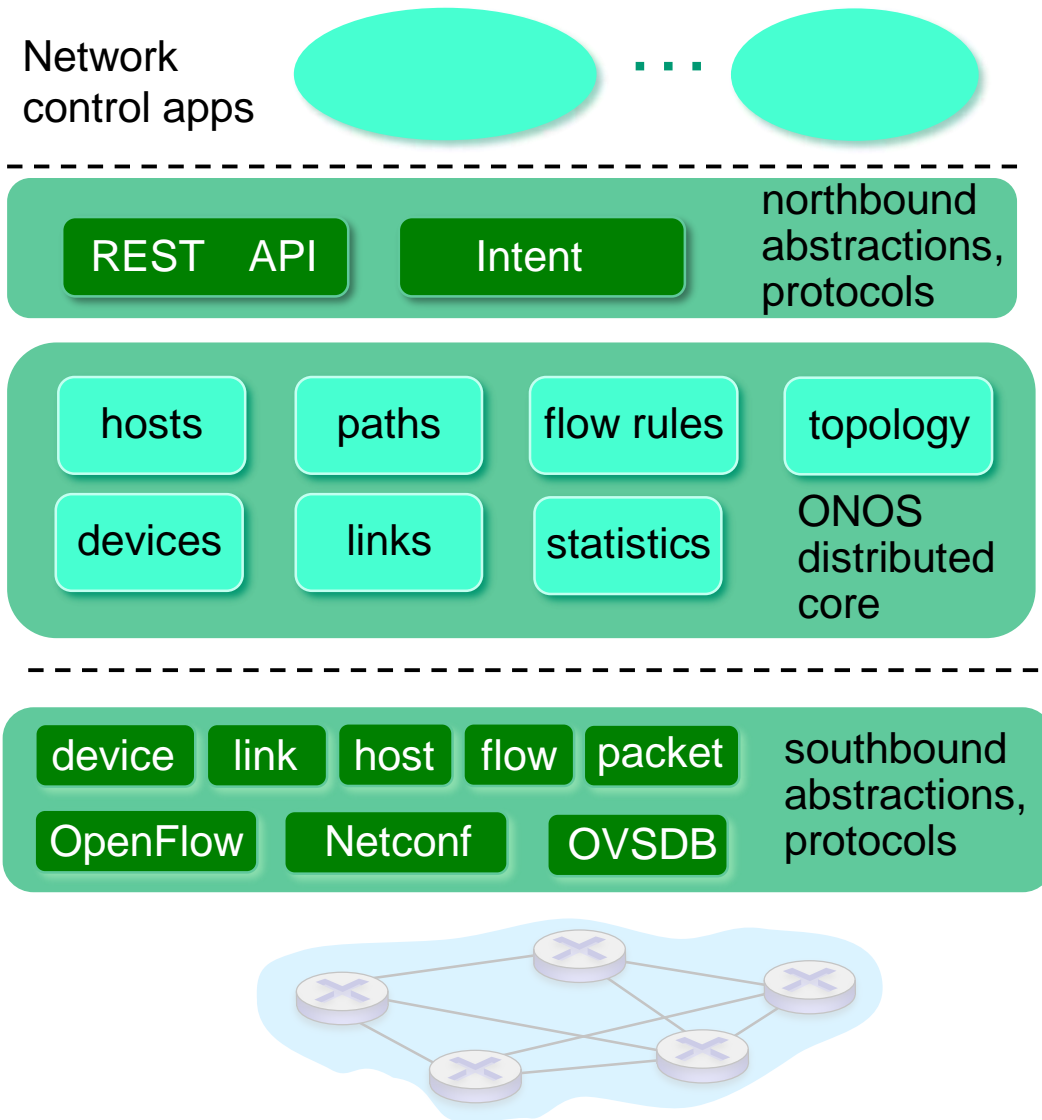 Network
control apps
...
REST API
Intent
northbound
abstractions,
protocols
hosts
paths
flow rules
topology
devices
links
statistics
ONOS
distributed
core
device
link
host
flow
packet
OpenFlow
Netconf
OVSDB
southbound
abstractions,
protocols